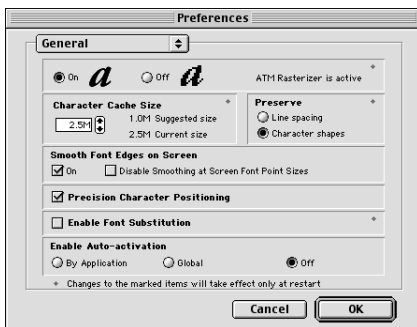 Preferences
General
On a Off a ATM Rasterizer is active
Character Cache Size
2.5M 1.0M Suggested size
2.5M Current size
Preserve
Line spacing
Character shapes
Smooth Font Edges on Screen
On Disable Smoothing at Screen Font Point Sizes
Precision Character Positioning
Enable Font Substitution
Enable Auto-activation
By Application Global Off
Changes to the marked items will take effect only at restart
Cancel OK